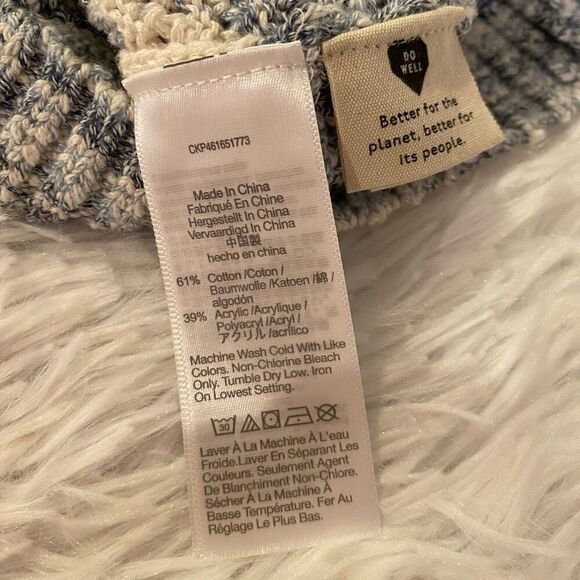 DO
WELL
Better for the
planet, better for
its people.
CKP461651773
Made In China
Fabriqué En Chine
Hergestellt In China
Vervaardigd In China
中国製
hecho en china
61% Cotton /Coton /
Baumwolle /Katoen /綿 /
algodón
39% Acrylic /Acrylique /
Polyacryl /Acryl /
アクリル /acrílico
Machine Wash Cold With Like
Colors. Non-Chlorine Bleach
Only. Tumble Dry Low. Iron
On Lowest Setting.
30
Laver À La Machine À L'eau
Froide.Laver En Séparant Les
Couleurs. Seulement Agent
De Blanchiment Non-Chlore.
Sécher À La Machine À
Basse Température. Fer Au
Réglage Le Plus Bas.